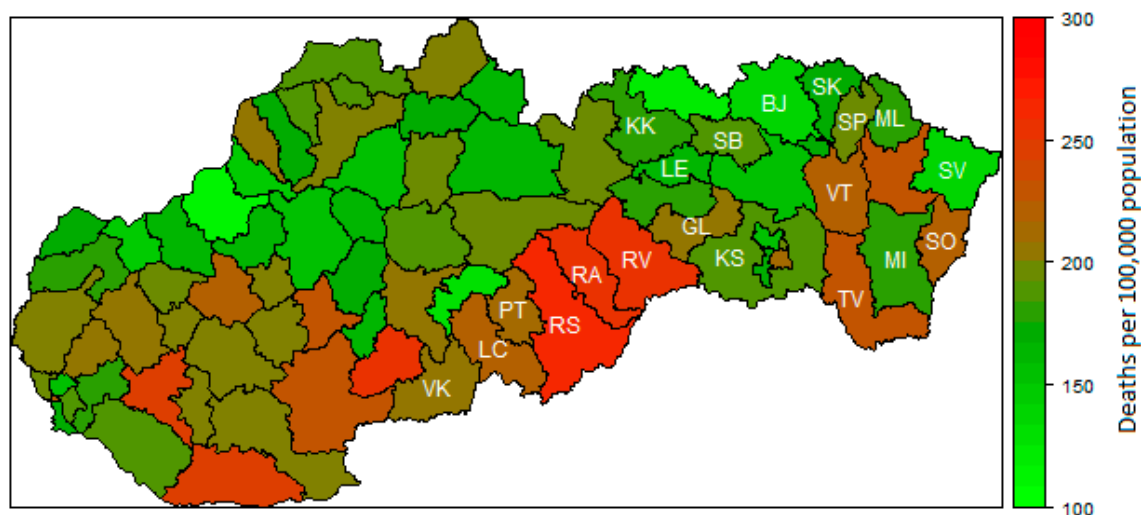 BJ
SK
ML
SP
KK
SB
LE
SV
VT
GL
SO
KS
RV
MI
RA
TV
PT
RS
LC
VK
300
250
200
150
100
Deaths per 100,000 population